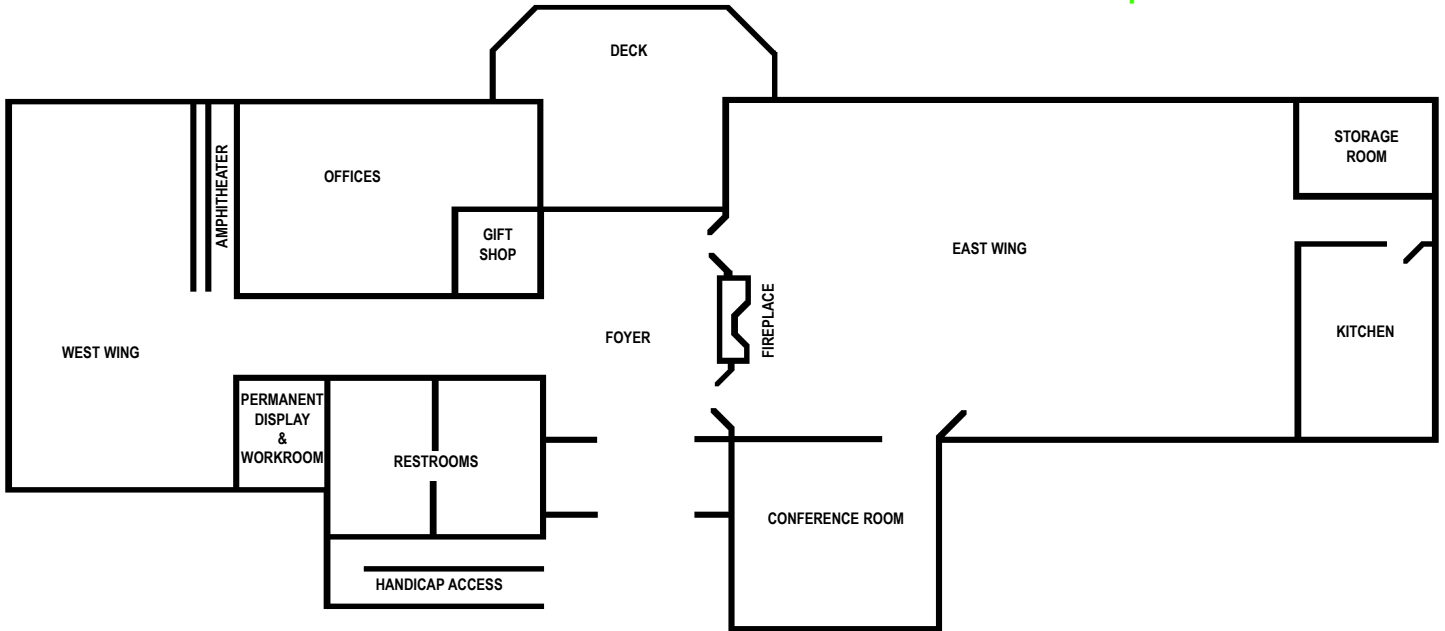 DECK
STORAGE
ROOM
AMPHITHEATER
OFFICES
GIFT
SHOP
EAST WING
FIREPLACE
FOYER
KITCHEN
WEST WING
PERMANENT
DISPLAY
&
WORKROOM
RESTROOMS
CONFERENCE ROOM
HANDICAP ACCESS